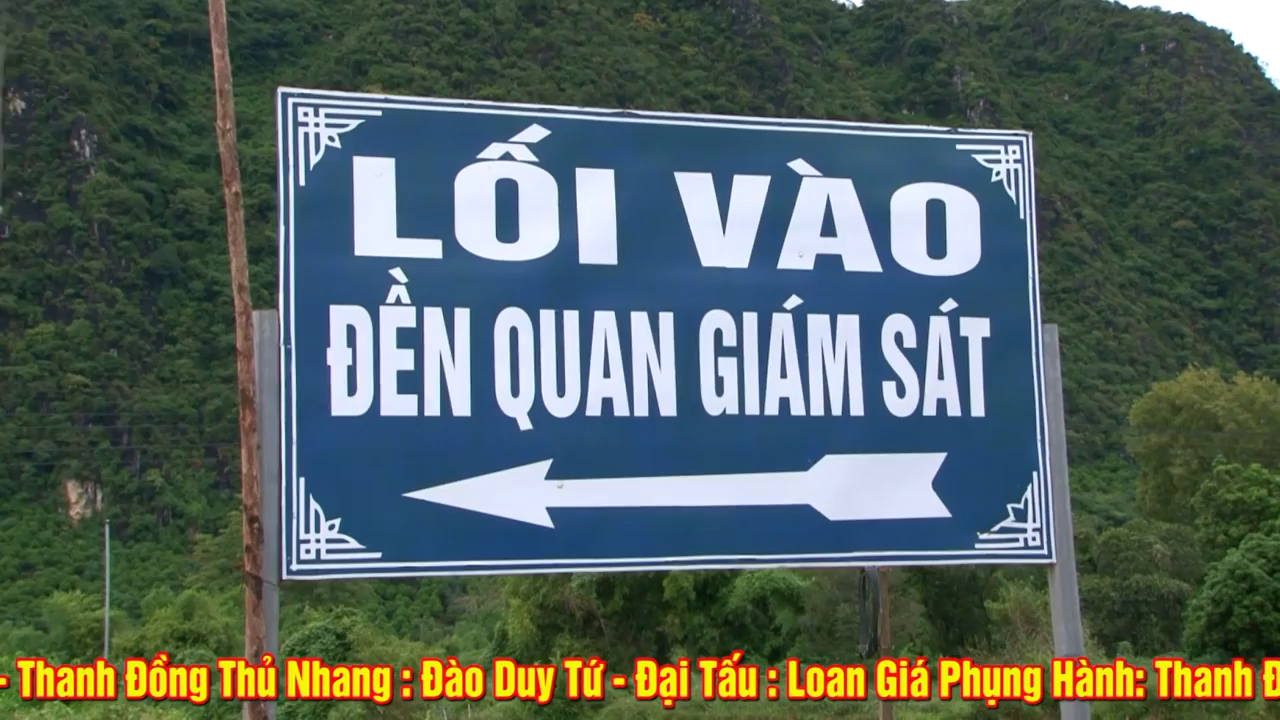 LỐI VÀO
ĐỀN QUAN GIÁM SÁT
- Thanh Đồng Thủ Nhang : Đào Duy Tứ - Đại Tấu : Loan Giá Phụng Hành: Thanh Đ